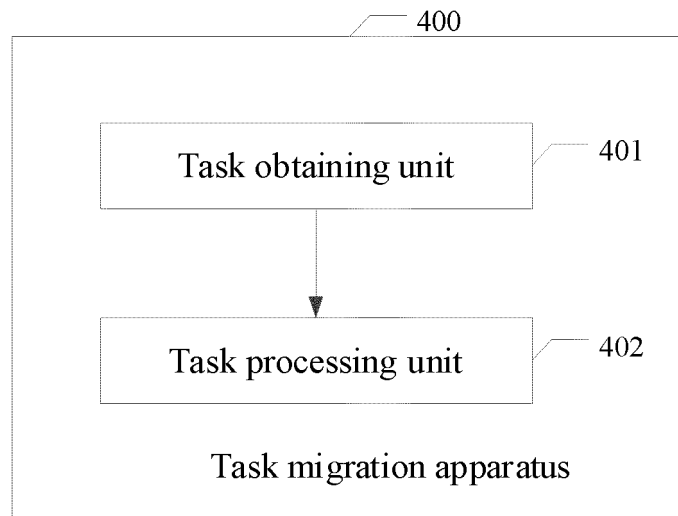 400
Task obtaining unit
401
Task processing unit
402
Task migration apparatus